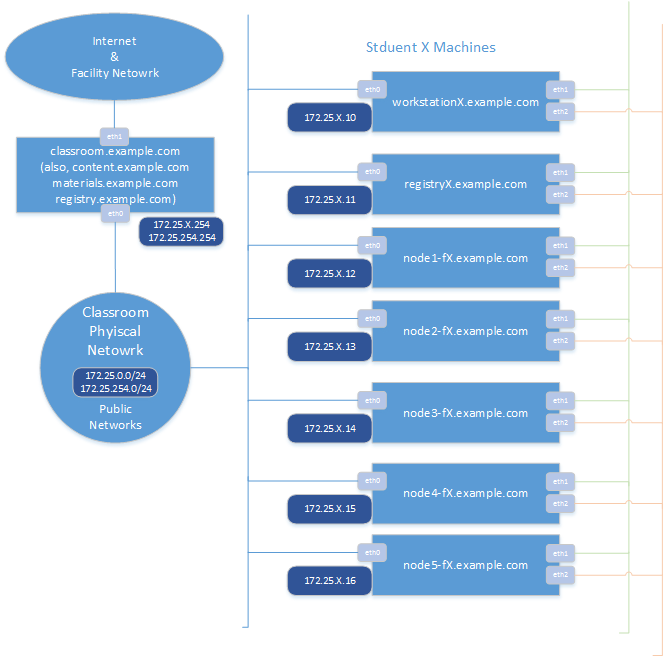 Internet
&
Facility Netowrk
eth1
classroom.example.com
(also, content.example.com
materials.example.com
registry.example.com)
eth0
172.25.X.254
172.25.254.254
Classroom
Phyiscal
Netowrk
172.25.0.0/24
172.25.254.0/24
Public
Networks
Stduent X Machines
eth0
172.25.X.10
workstationX.example.com
eth1
eth2
eth0
172.25.X.11
registryX.example.com
eth1
eth2
eth0
172.25.X.12
node1-fX.example.com
eth1
eth2
eth0
172.25.X.13
node2-fX.example.com
eth1
eth2
eth0
172.25.X.14
node3-fX.example.com
eth1
eth2
eth0
172.25.X.15
node4-fX.example.com
eth1
eth2
eth0
172.25.X.16
node5-fX.example.com
eth1
eth2